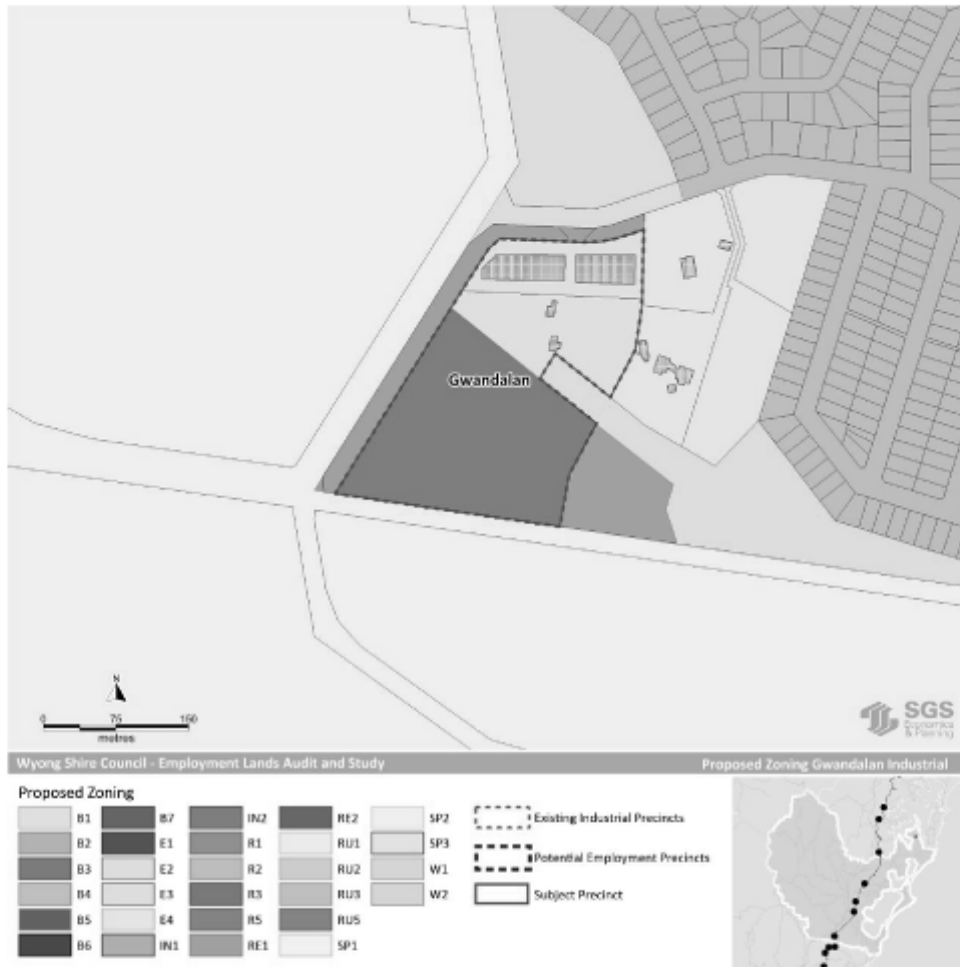 Gwandalan
N
0 75 150
metres
SGS
Economics
& Planning
Wyong Shire Council - Employment Lands Audit and Study
Proposed Zoning Gwandalan Industrial
Proposed Zoning
B1
B2
B3
B4
B5
B6
B7
E1
E2
E3
E4
IN1
IN2
R1
R2
R3
R5
RE1
RE2
RU1
RU2
RU3
RU5
SP1
SP2
SP3
W1
W2
Existing Industrial Precincts
Potential Employment Precincts
Subject Precinct